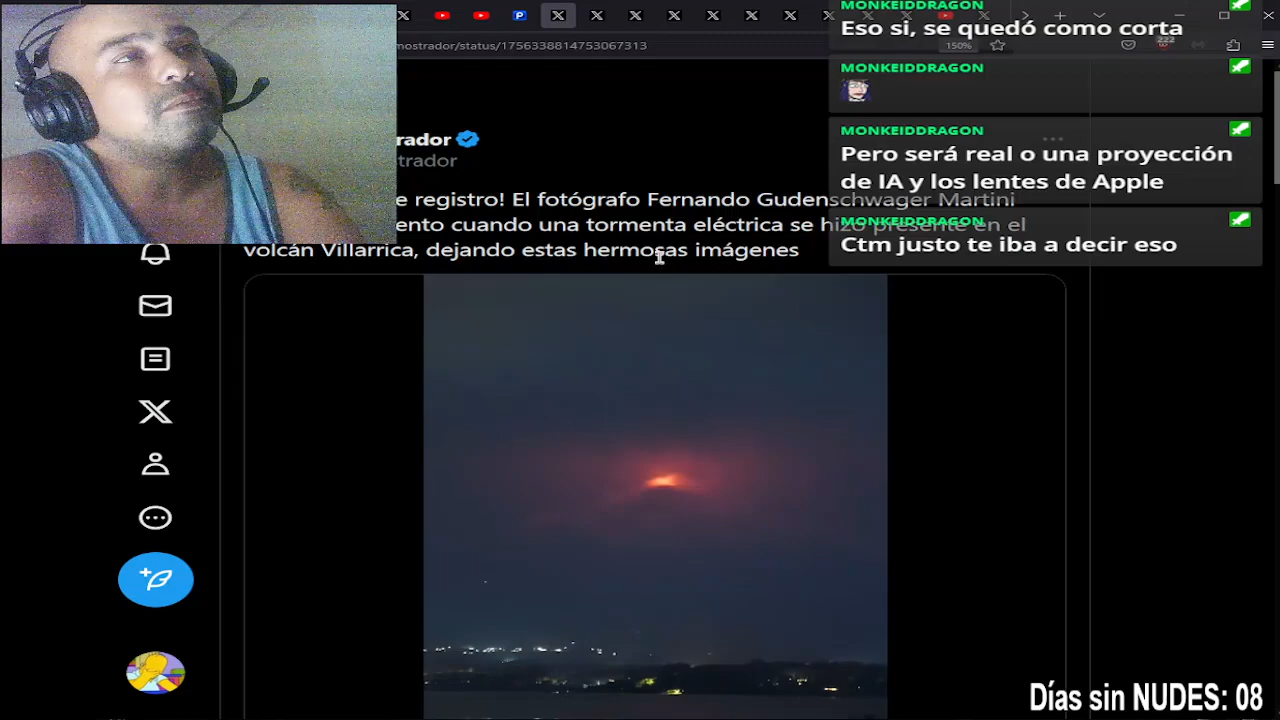 mostrador/status/1756338814753067313
150%
MONKEIDDRAGON
Eso si, se quedó como corta
MONKEIDDRAGON
MONKEIDDRAGON
Pero será real o una proyección
de IA y los lentes de Apple
MONKEIDDRAGON
Ctm justo te iba a decir eso
rador
trador
e registro! El fotógrafo Fernando Gudenschwager Martini
ento cuando una tormenta eléctrica se hizo presente en el
volcán Villarrica, dejando estas hermosas imágenes
Días sin NUDES: 08